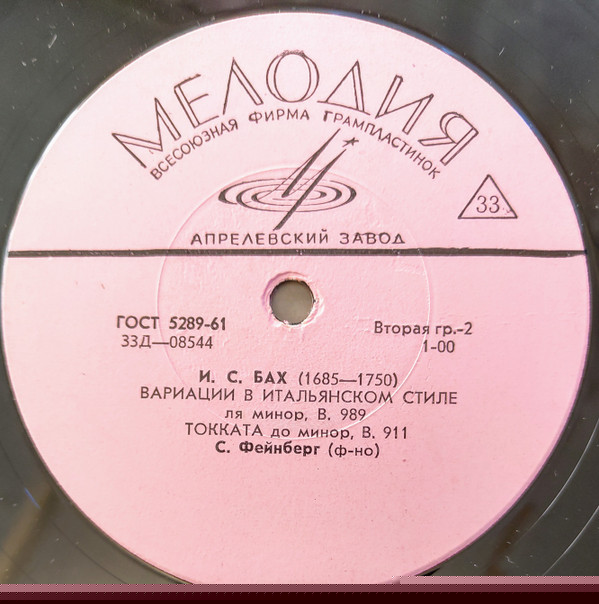 МЕЛОДИЯ
ВСЕСОЮЗНАЯ ФИРМА ГРАМПЛАСТИНОК
33
АПРЕЛЕВСКИЙ ЗАВОД
ГОСТ 5289-61 Вторая гр.-2
33Д—08544 1-00
И. С. БАХ (1685—1750)
ВАРИАЦИИ В ИТАЛЬЯНСКОМ СТИЛЕ
ля минор, В. 989
ТОККАТА до минор, В. 911
С. Фейнберг (ф-но)